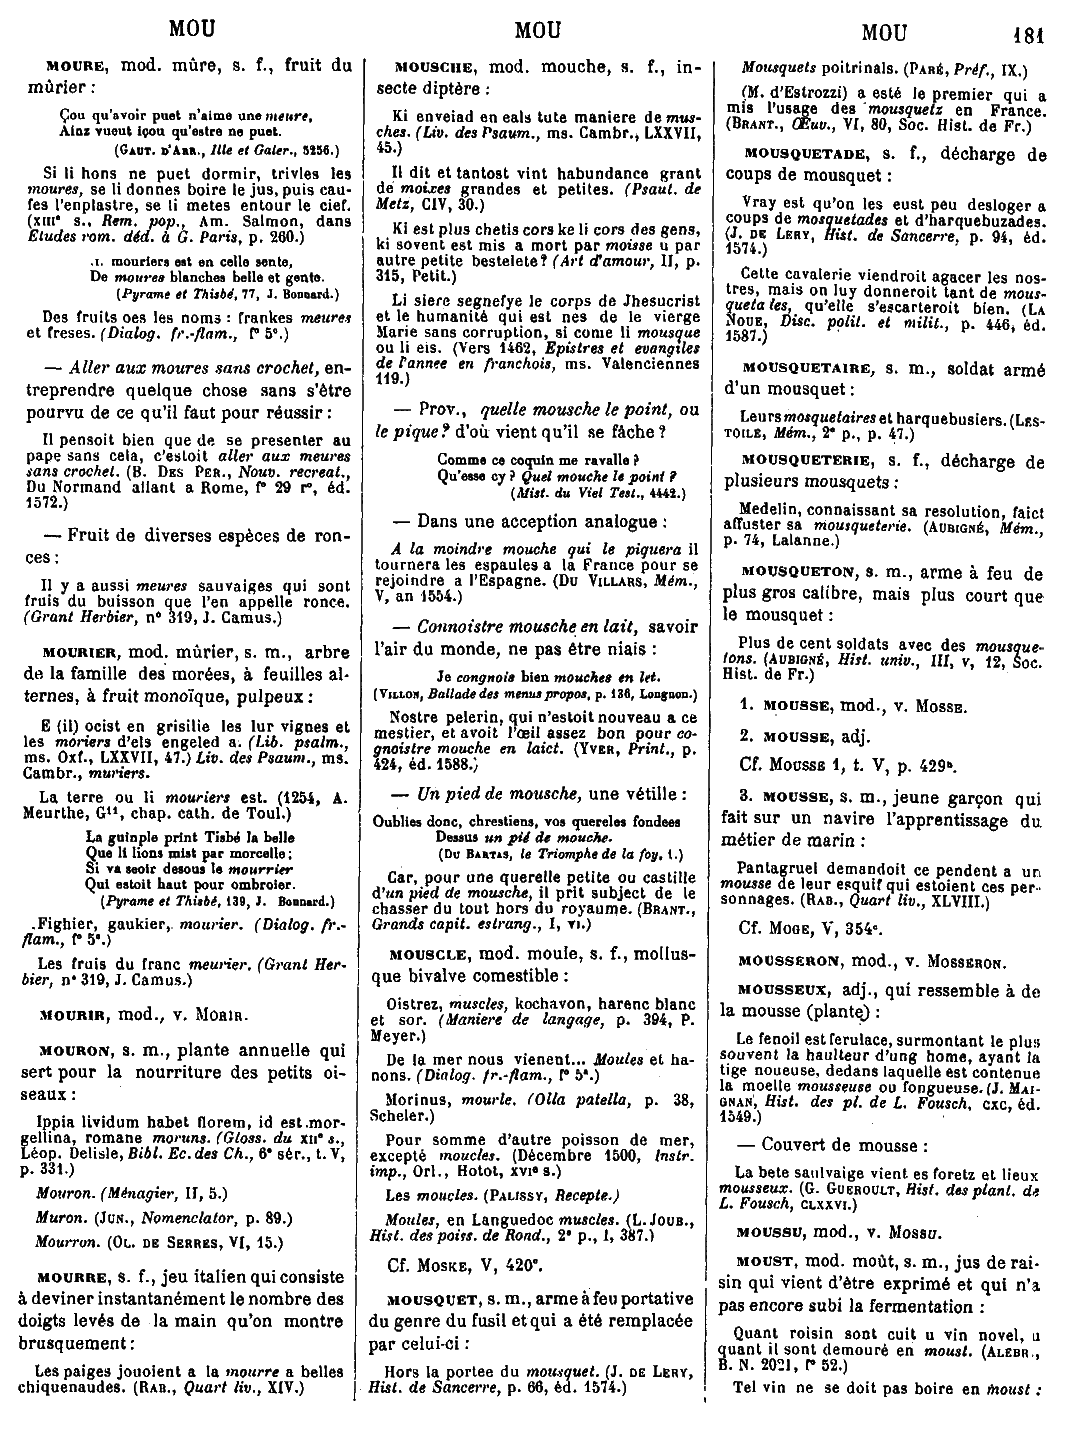 MOU
MOU
MOU 181
MOURE, mod. mûre, s. f., fruit du
mûrier :
Çou qu'avoir puet n'aime une meure,
Ainz vueut içou qu'estre ne puet.
(GAUT. D'ARR., Ille et Galer., 5256.)
Si li hons ne puet dormir, trivles les
moures, se li donnes boire le jus, puis cau-
fes l'enplastre, se li metes entour le cief.
(XIIIe s., Rem. pop., Am. Salmon, dans
Etudes rom. déd. à G. Paris, p. 260.)
.I. mouriers est en celle sente,
De moures blanches belle et gente.
(Pyrame et Thisbé, 77, J. Bonnard.)
Des fruits oes les noms : frankes meures
et freses. (Dialog. fr.-flam., f° 5c.)
— Aller aux moures sans crochet, en-
treprendre quelque chose sans s'être
pourvu de ce qu'il faut pour réussir :
Il pensoit bien que de se presenter au
pape sans cela, c'estoit aller aux meures
sans crochet. (B. DES PER., Nouv. recreat.,
Du Normand allant a Rome, f° 29 r°, éd.
1572.)
— Fruit de diverses espèces de ron-
ces :
Il y a aussi meures sauvaiges qui sont
fruis du buisson que l'en appelle ronce.
(Grant Herbier, n° 319, J. Camus.)
MOURIER, mod. mûrier, s. m., arbre
de la famille des morées, à feuilles al-
ternes, à fruit monoïque, pulpeux :
E (il) ocist en grisilie les lur vignes et
les moriers d'els engeled a. (Lib. psalm.,
ms. Oxf., LXXVII, 47.) Liv. des Psaum., ms.
Cambr., muriers.
La terre ou li mouriers est. (1254, A.
Meurthe, G11, chap. cath. de Toul.)
La guinple print Tisbé la belle
Que li lions mist par morcelle ;
Si va seoir desous le mourrier
Qui estoit haut pour ombroier.
(Pyrame et Thisbé, 139, J. Bonnard.)
Fighier, gaukier, mourier. (Dialog. fr.-
flam., f° 5c.)
Les fruis du franc meurier. (Grant Her-
bier, n° 319, J. Camus.)
MOURIR, mod., v. MORIR.
MOURON, s. m., plante annuelle qui
sert pour la nourriture des petits oi-
seaux :
Ippia lividum habet florem, id est mor-
gellina, romane moruns. (Gloss. du XIIe s.,
Léop. Delisle, Bibl. Ec. des Ch., 6e sér., t. V,
p. 331.)
Mouron. (Ménagier, II, 5.)
Muron. (JUN., Nomenclator, p. 89.)
Mourron. (OL. DE SERRES, VI, 15.)
MOURRE, s. f., jeu italien qui consiste
à deviner instantanément le nombre des
doigts levés de la main qu'on montre
brusquement :
Les paiges jouoient a la mourre a belles
chiquenaudes. (RAB., Quart liv., XIV.)
MOUSCHE, mod. mouche, s. f., in-
secte diptère :
Ki enveiad en eals tute maniere de mus-
ches. (Liv. des Psaum., ms. Cambr., LXXVII,
45.)
Il dit et tantost vint habundance grant
de moixes grandes et petites. (Psaut. de
Metz, CIV, 30.)
Ki est plus chetis cors ke li cors des gens,
ki sovent est mis a mort par moisse u par
autre petite bestelete ? (Art d'amour, II, p.
315, Petit.)
Li siere segnefye le corps de Jhesucrist
et le humanité qui est nes de le vierge
Marie sans corruption, si come li mousque
ou li eis. (Vers 1462, Epistres et evangiles
de l'annee en franchois, ms. Valenciennes
119.)
— Prov., quelle mousche le point, ou
le pique ? d'où vient qu'il se fâche ?
Comme ce coquin me ravalle ?
Qu'esse cy ? Quel mouche le point ?
(Mist. du Viel Test., 4442.)
— Dans une acception analogue :
A la moindre mouche qui le piquera il
tournera les espaules a la France pour se
rejoindre a l'Espagne. (DU VILLARS, Mém.,
V, an 1554.)
— Connoistre mousche en lait, savoir
l'air du monde, ne pas être niais :
Je congnois bien mouches en let.
(VILLON, Ballade des menus propos, p. 136, Longnon.)
Nostre pelerin, qui n'estoit nouveau a ce
mestier, et avoit l'œil assez bon pour co-
gnoistre mouche en laict. (YVER, Print., p.
424, éd. 1588.)
— Un pied de mousche, une vétille :
Oublies donc, chrestiens, vos quereles fondees
Dessus un pié de mouche.
(DU BARTAS, le Triomphe de la foy, I.)
Car, pour une querelle petite ou castille
d'un pied de mousche, il prit subject de le
chasser du tout hors du royaume. (BRANT.,
Grands capit. estrang., I, VI.)
MOUSCLE, mod. moule, s. f., mollus-
que bivalve comestible :
Oistrez, muscles, kochavon, harenc blanc
et sor. (Maniere de langage, p. 394, P.
Meyer.)
De la mer nous vienent... Moules et ha-
nons. (Dialog. fr.-flam., f° 5a.)
Morinus, mourle. (Olla patella, p. 38,
Scheler.)
Pour somme d'autre poisson de mer,
excepté moucles. (Décembre 1500, Instr.
imp., Orl., Hotot, XVIe s.)
Les moucles. (PALISSY, Recepte.)
Moules, en Languedoc muscles. (L. JOUB.,
Hist. des poiss. de Rond., 2e p., I, 387.)
Cf. MOSKE, V, 420c.
MOUSQUET, s. m., arme à feu portative
du genre du fusil et qui a été remplacée
par celui-ci :
Hors la portee du mousquet. (J. DE LERY,
Hist. de Sancerre, p. 66, éd. 1574.)
Mousquets poitrinals. (PARÉ, Préf., IX.)
(M. d'Estrozzi) a esté le premier qui a
mis l'usage des mousquetz en France.
(BRANT., Œuv., VI, 80, Soc. Hist. de Fr.)
MOUSQUETADE, s. f., décharge de
coups de mousquet :
Vray est qu'on les eust peu desloger a
coups de mosquetades et d'harquebuzades.
(J. DE LERY, Hist. de Sancerre, p. 94, éd.
1574.)
Cette cavalerie viendroit agacer les nos-
tres, mais on luy donneroit tant de mous-
quetades, qu'elle s'escarteroit bien. (LA
NOUE, Disc. polit. et milit., p. 446, éd.
1587.)
MOUSQUETAIRE, s. m., soldat armé
d'un mousquet :
Leurs mosquetaires et harquebusiers. (LES-
TOILE, Mém., 2e p., p. 47.)
MOUSQUETERIE, s. f., décharge de
plusieurs mousquets :
Medelin, connaissant sa resolution, faict
affuster sa mousqueterie. (AUBIGNÉ, Mém.,
p. 74, Lalanne.)
MOUSQUETON, s. m., arme à feu de
plus gros calibre, mais plus court que
le mousquet :
Plus de cent soldats avec des mousque-
tons. (AUBIGNÉ, Hist. univ., III, V, 12, Soc.
Hist. de Fr.)
1. MOUSSE, mod., v. MOSSE.
2. MOUSSE, adj.
Cf. MOUSSE 1, t. V, p. 429b.
3. MOUSSE, s. m., jeune garçon qui
fait sur un navire l'apprentissage du
métier de marin :
Pantagruel demandoit ce pendent a un
mousse de leur esquif qui estoient ces per-
sonnages. (RAB., Quart liv., XLVIII.)
Cf. MOGE, V, 354c.
MOUSSERON, mod., v. MOSSERON.
MOUSSEUX, adj., qui ressemble à de
la mousse (plante) :
Le fenoil est ferulace, surmontant le plus
souvent la haulteur d'ung home, ayant la
tige noueuse, dedans laquelle est contenue
la moelle mousseuse ou fongueuse. (J. MAI-
GNAN, Hist. des pl. de L. Fousch, CXC, éd.
1549.)
— Couvert de mousse :
La bete saulvaige vient es foretz et lieux
mousseux. (G. GUEROULT, Hist. des plant. de
L. Fousch, CLXXVI.)
MOUSSU, mod., v. MOSSU.
MOUST, mod. moût, s. m., jus de rai-
sin qui vient d'être exprimé et qui n'a
pas encore subi la fermentation :
Quant roisin sont cuit u vin novel, u
quant il sont demouré en moust. (ALEBR.,
B. N. 2021, f° 52.)
Tel vin ne se doit pas boire en moust :